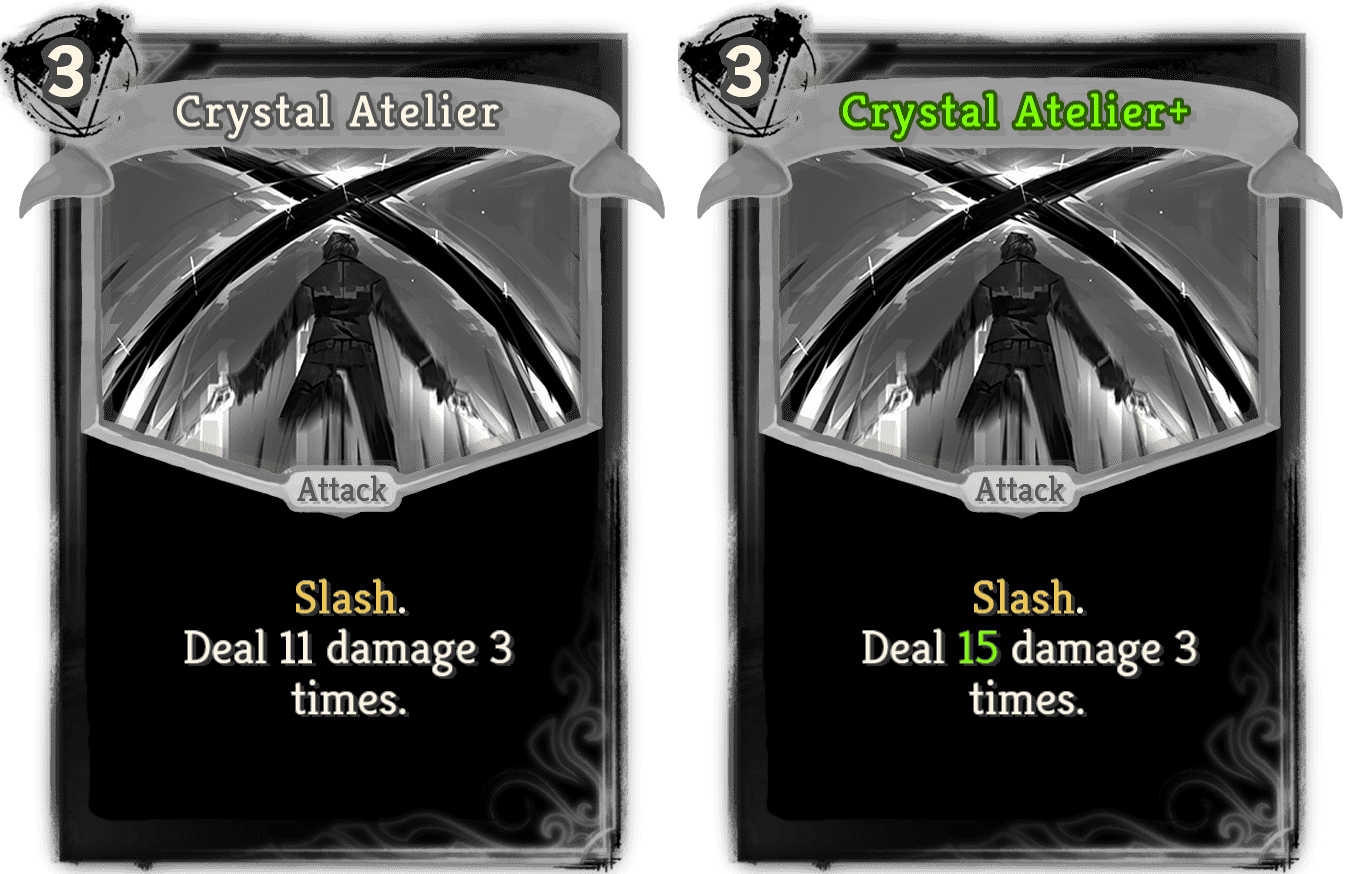 3
Crystal Atelier
Attack
Slash.
Deal 11 damage 3
times.
3
Crystal Atelier+
Attack
Slash.
Deal 15 damage 3
times.